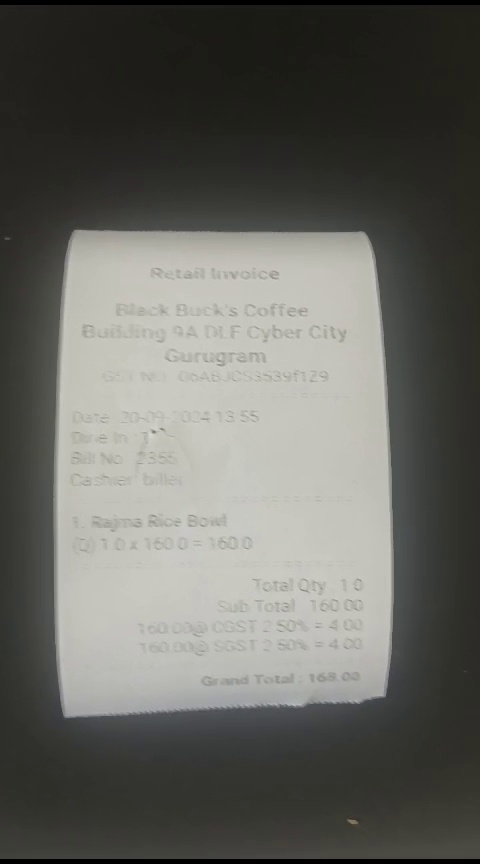 Retail Invoice
Black Buck's Coffee
Building 9A DLF Cyber City
Gurugram
GST NO
Date 20-09-2024 13:55
Dine In :
Bill No 2355
Cashier biller
1. Rajma Rice Bowl
1.0 x 160.0 = 160.0
Total Qty 1.0
Sub Total 160.00
160.00@ CGST 2.50% = 4.00
160.00@ SGST 2.50% = 4.00
Grand Total : 168.00